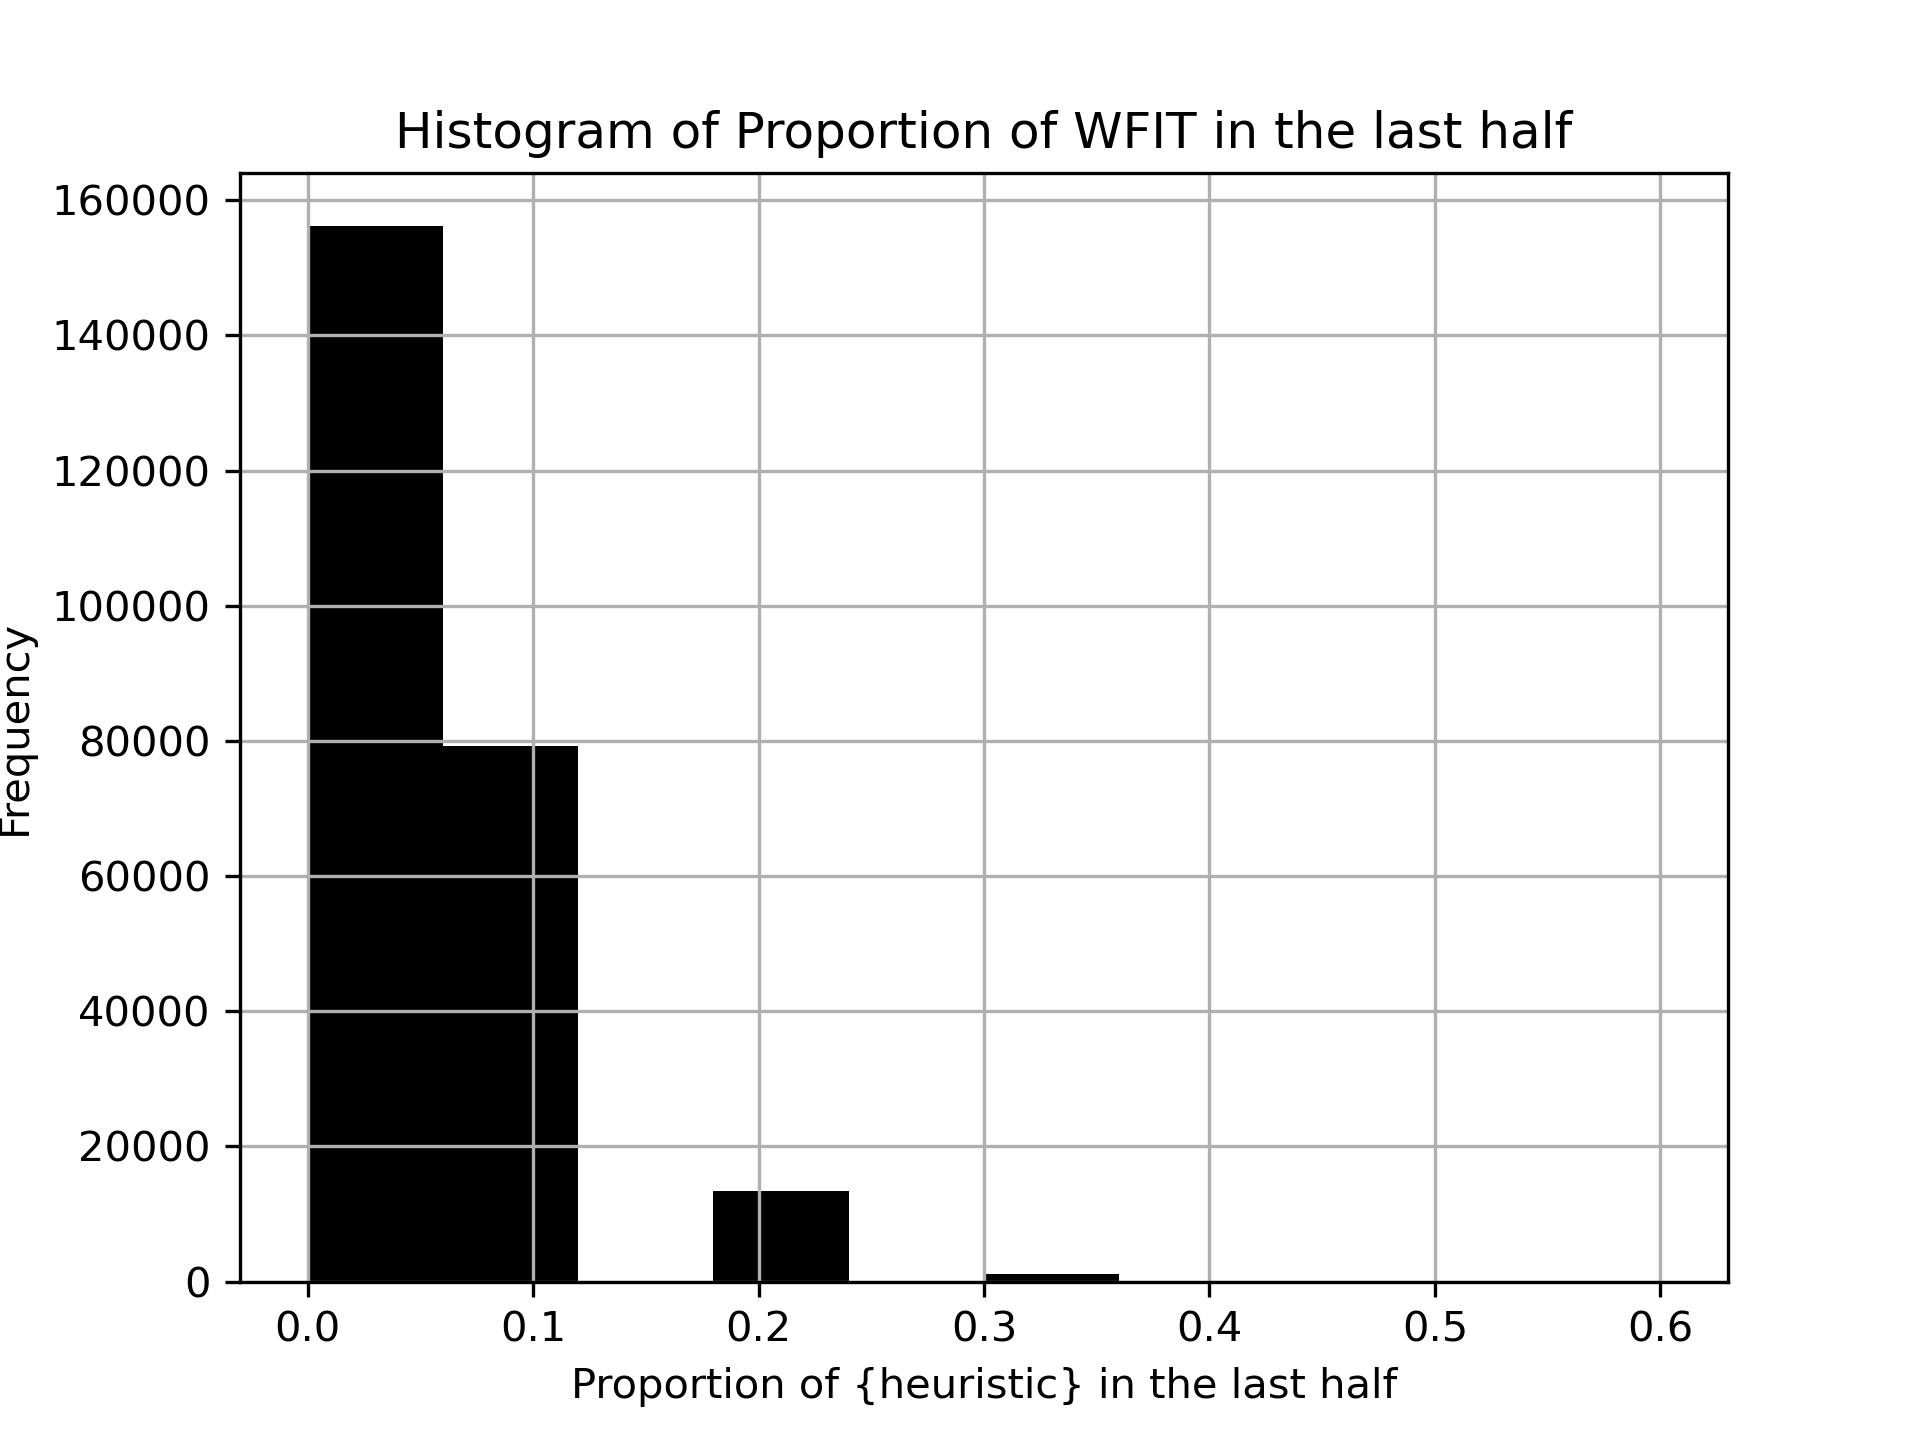 Histogram of Proportion of WFIT in the last half
160000
140000
120000
100000
80000
60000
40000
20000
0
Frequency
0.0 0.1 0.2 0.3 0.4 0.5 0.6
Proportion of {heuristic} in the last half